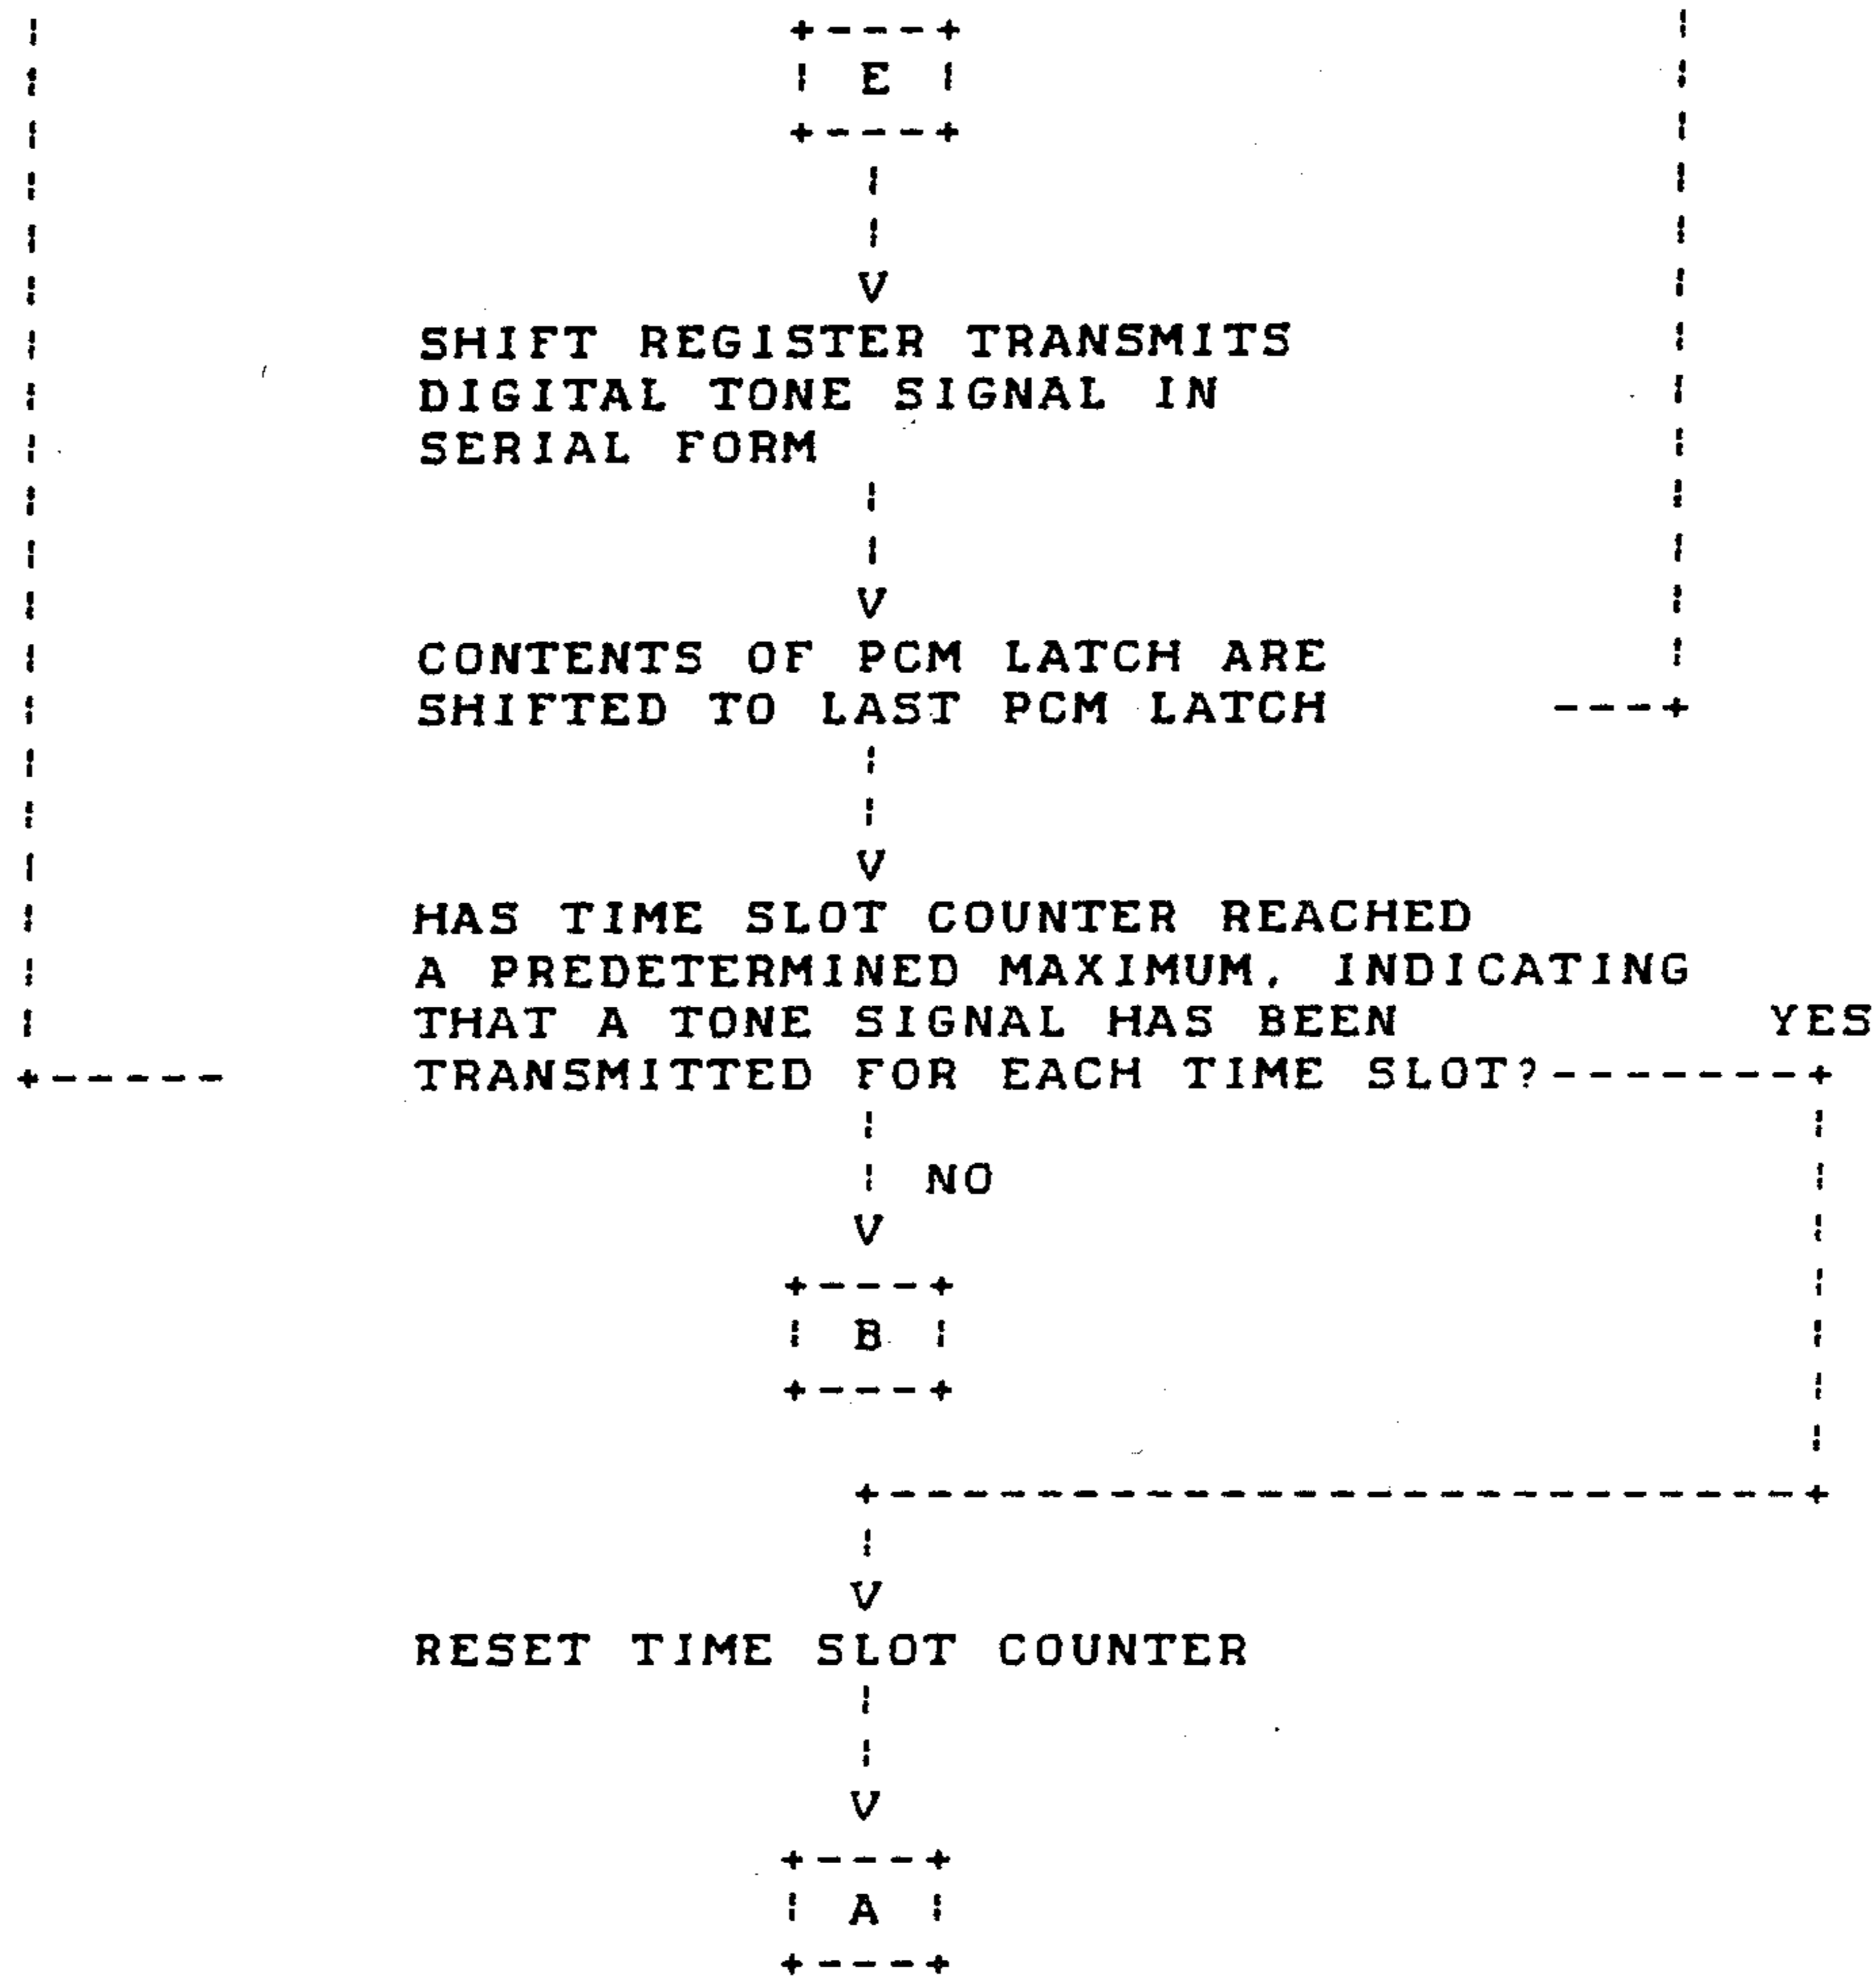 E
SHIFT REGISTER TRANSMITS
DIGITAL TONE SIGNAL IN
SERIAL FORM
CONTENTS OF PCM LATCH ARE
SHIFTED TO LAST PCM LATCH
HAS TIME SLOT COUNTER REACHED
A PREDETERMINED MAXIMUM, INDICATING
THAT A TONE SIGNAL HAS BEEN
YES
TRANSMITTED FOR EACH TIME SLOT?
NO
B
RESET TIME SLOT COUNTER
A